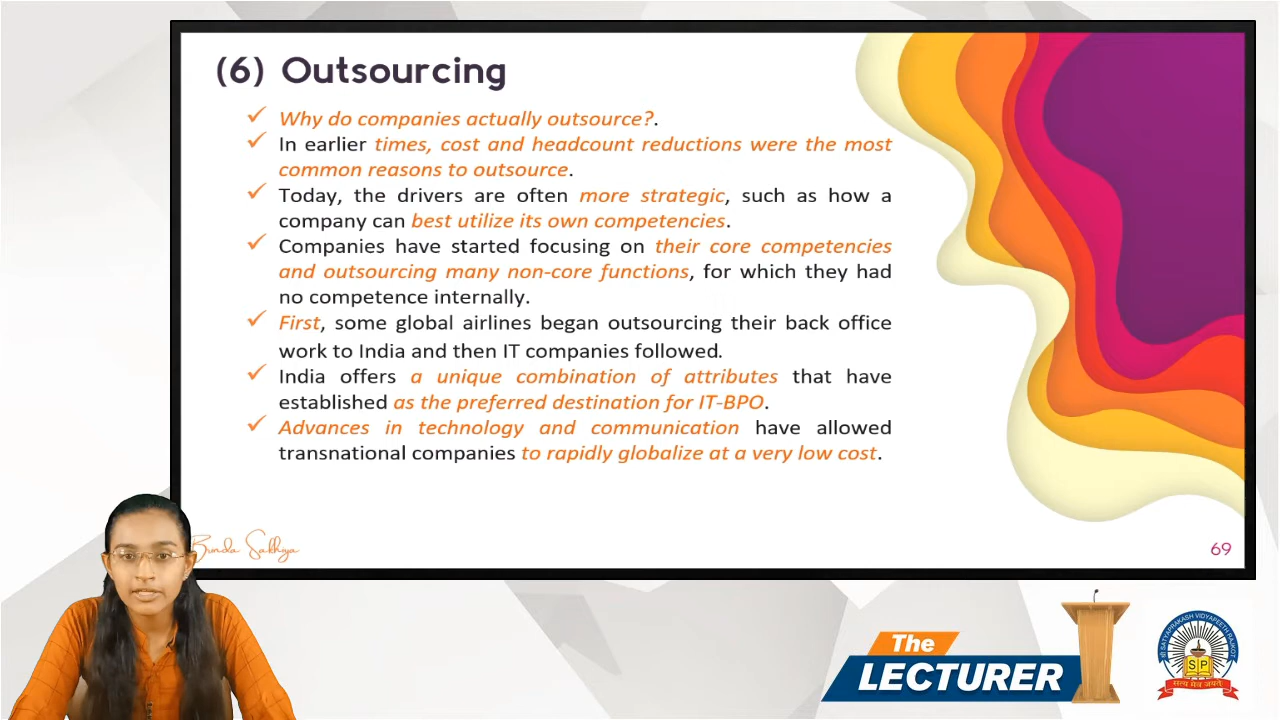 (6) Outsourcing
✓ Why do companies actually outsource?.
✓ In earlier times, cost and headcount reductions were the most
common reasons to outsource.
✓ Today, the drivers are often more strategic, such as how a
company can best utilize its own competencies.
✓ Companies have started focusing on their core competencies
and outsourcing many non-core functions, for which they had
no competence internally.
✓ First, some global airlines began outsourcing their back office
work to India and then IT companies followed.
✓ India offers a unique combination of attributes that have
established as the preferred destination for IT-BPO.
✓ Advances in technology and communication have allowed
transnational companies to rapidly globalize at a very low cost.
69
The
LECTURER
SP
सत्यमेव जयते